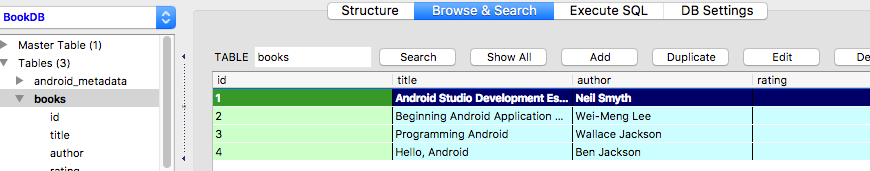 BookDB
Structure Browse & Search Execute SQL DB Settings
Master Table (1)
Tables (3)
android_metadata
books
id
title
author
TABLE books Search Show All Add Duplicate Edit
id title author rating
1 Android Studio Development Es... Neil Smyth
2 Beginning Android Application ... Wei-Meng Lee
3 Programming Android Wallace Jackson
4 Hello, Android Ben Jackson